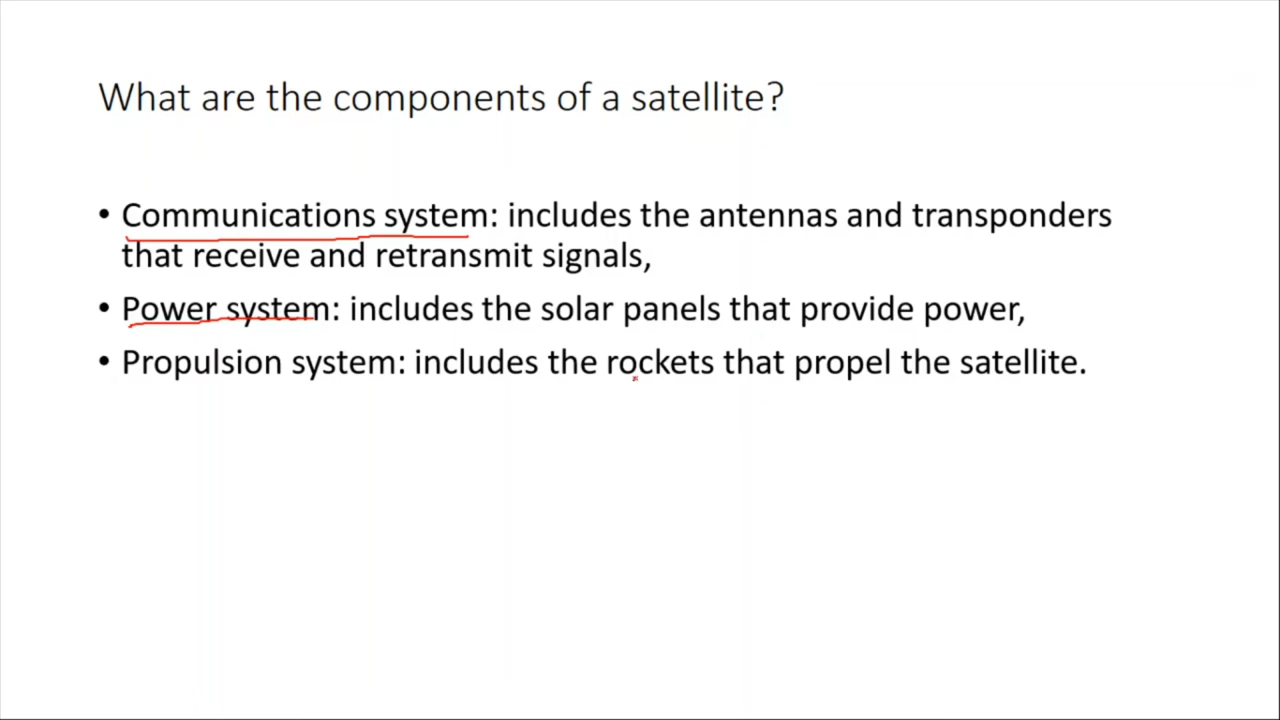 What are the components of a satellite?
• Communications system: includes the antennas and transponders
that receive and retransmit signals,
• Power system: includes the solar panels that provide power,
• Propulsion system: includes the rockets that propel the satellite.